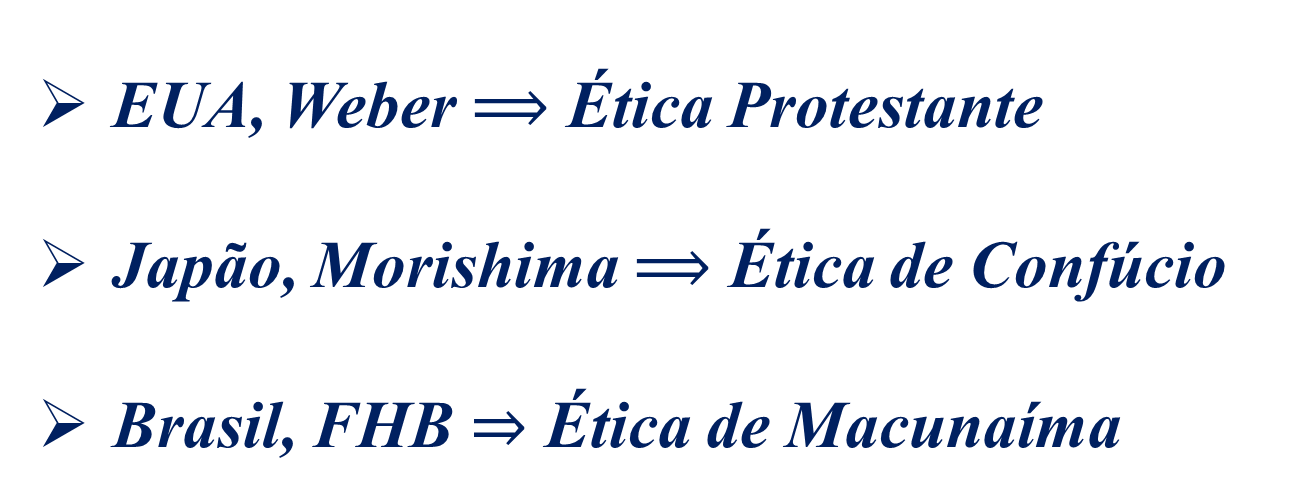 ➢ EUA, Weber ⟹ Ética Protestante
➢ Japão, Morishima ⟹ Ética de Confúcio
➢ Brasil, FHB ⇒ Ética de Macunaíma